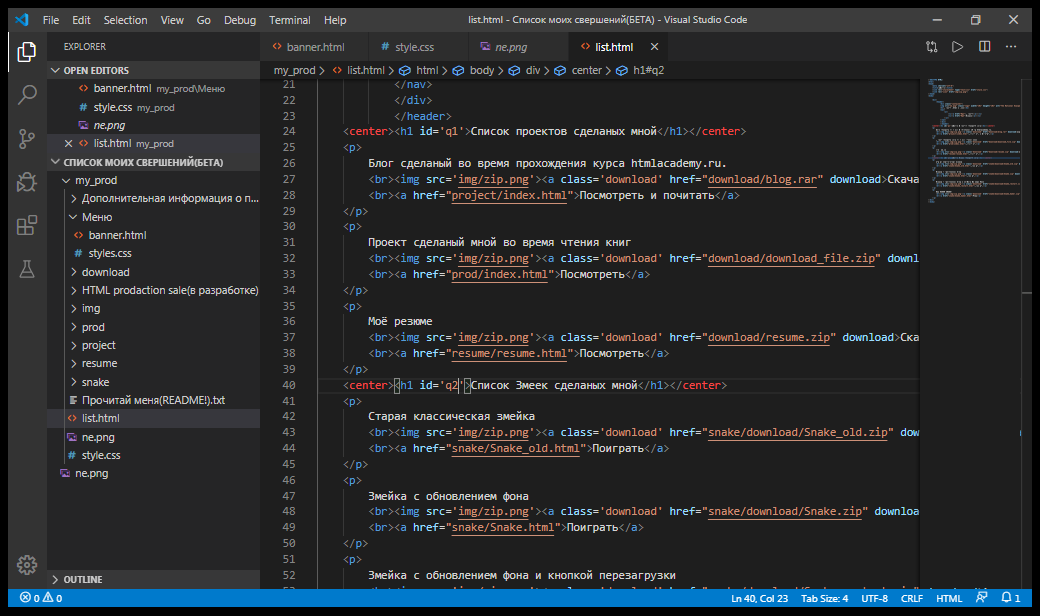 File Edit Selection View Go Debug Terminal Help list.html - Список моих свершений(БЕТА) - Visual Studio Code
EXPLORER
OPEN EDITORS
banner.html my_prod\Меню
style.css my_prod
ne.png
list.html my_prod
СПИСОК МОИХ СВЕРШЕНИЙ(БЕТА)
my_prod
Дополнительная информация о п...
Меню
banner.html
styles.css
download
HTML prodaction sale(в разработке)
img
prod
project
resume
snake
Прочитай меня(README!).txt
list.html
ne.png
style.css
ne.png
OUTLINE
banner.html style.css ne.png list.html
my_prod > list.html > html > body > div > center > h1#q2
21 </nav>
22 </div>
23 </header>
24 <center><h1 id='q1'>Список проектов сделаных мной</h1></center>
25 <p>
26 Блог сделаный во время прохождения курса htmlacademy.ru.
27 <br><img src='img/zip.png'><a class='download' href="download/blog.rar" download>Скача
28 <br><a href="project/index.html">Посмотреть и почитать</a>
29 </p>
30 <p>
31 Проект сделаный мной во время чтения книг
32 <br><img src='img/zip.png'><a class='download' href="download/download_file.zip" downl
33 <br><a href="prod/index.html">Посмотреть</a>
34 </p>
35 <p>
36 Моё резюме
37 <br><img src='img/zip.png'><a class='download' href="download/resume.zip" download>Ска
38 <br><a href="resume/resume.html">Посмотреть</a>
39 </p>
40 <center><h1 id='q2'>Список Змеек сделаных мной</h1></center>
41 <p>
42 Старая классическая змейка
43 <br><img src='img/zip.png'><a class='download' href="snake/download/Snake_old.zip" dow
44 <br><a href="snake/Snake_old.html">Поиграть</a>
45 </p>
46 <p>
47 Змейка с обновлением фона
48 <br><img src='img/zip.png'><a class='download' href="snake/download/Snake.zip" downloa
49 <br><a href="snake/Snake.html">Поиграть</a>
50 </p>
51 <p>
52 Змейка с обновлением фона и кнопкой перезагрузки
0 0 Ln 40, Col 23 Tab Size: 4 UTF-8 CRLF HTML 1